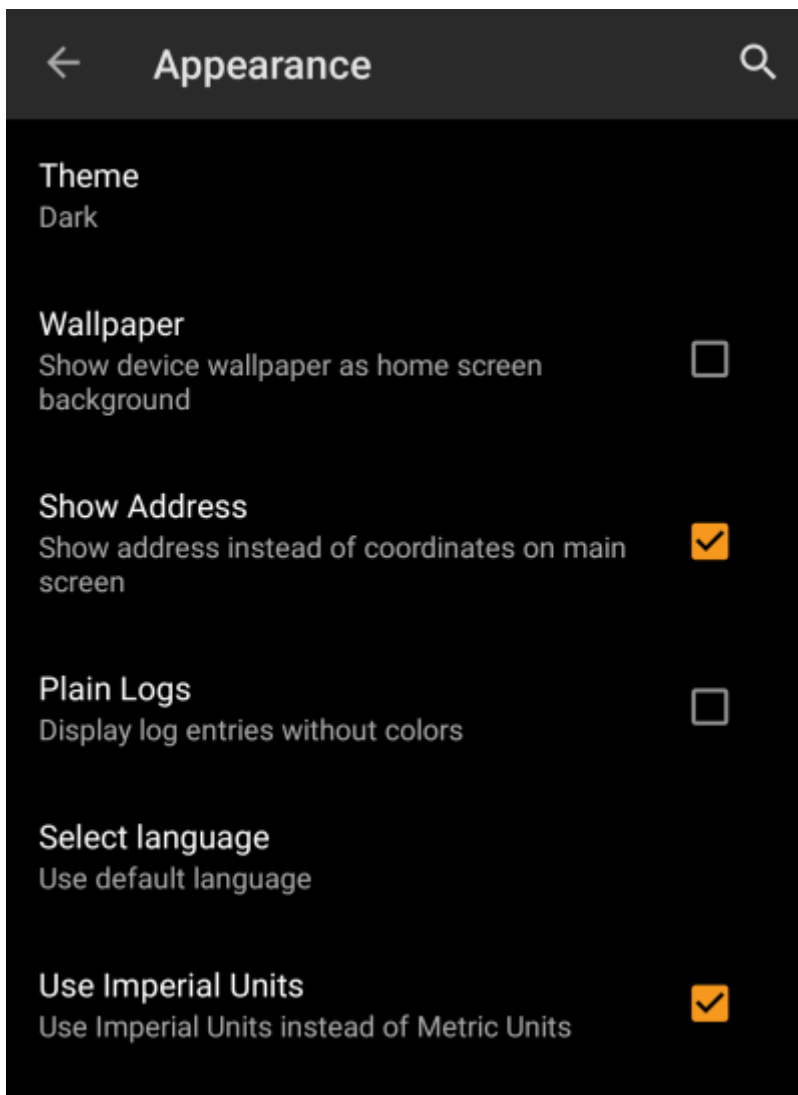 Appearance
Theme
Dark
Wallpaper
Show device wallpaper as home screen
background
Show Address
Show address instead of coordinates on main
screen
Plain Logs
Display log entries without colors
Select language
Use default language
Use Imperial Units
Use Imperial Units instead of Metric Units